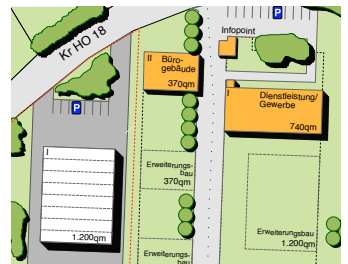 P
Kr HO 18
Infopoint
II Büro-
gebäude
370qm
I Dienstleistung/
Gewerbe
740qm
P
I
1.200qm
Erweiterungs-
bau
370qm
Erweiterungsbau
1.200qm
Erweiterungs-
bau